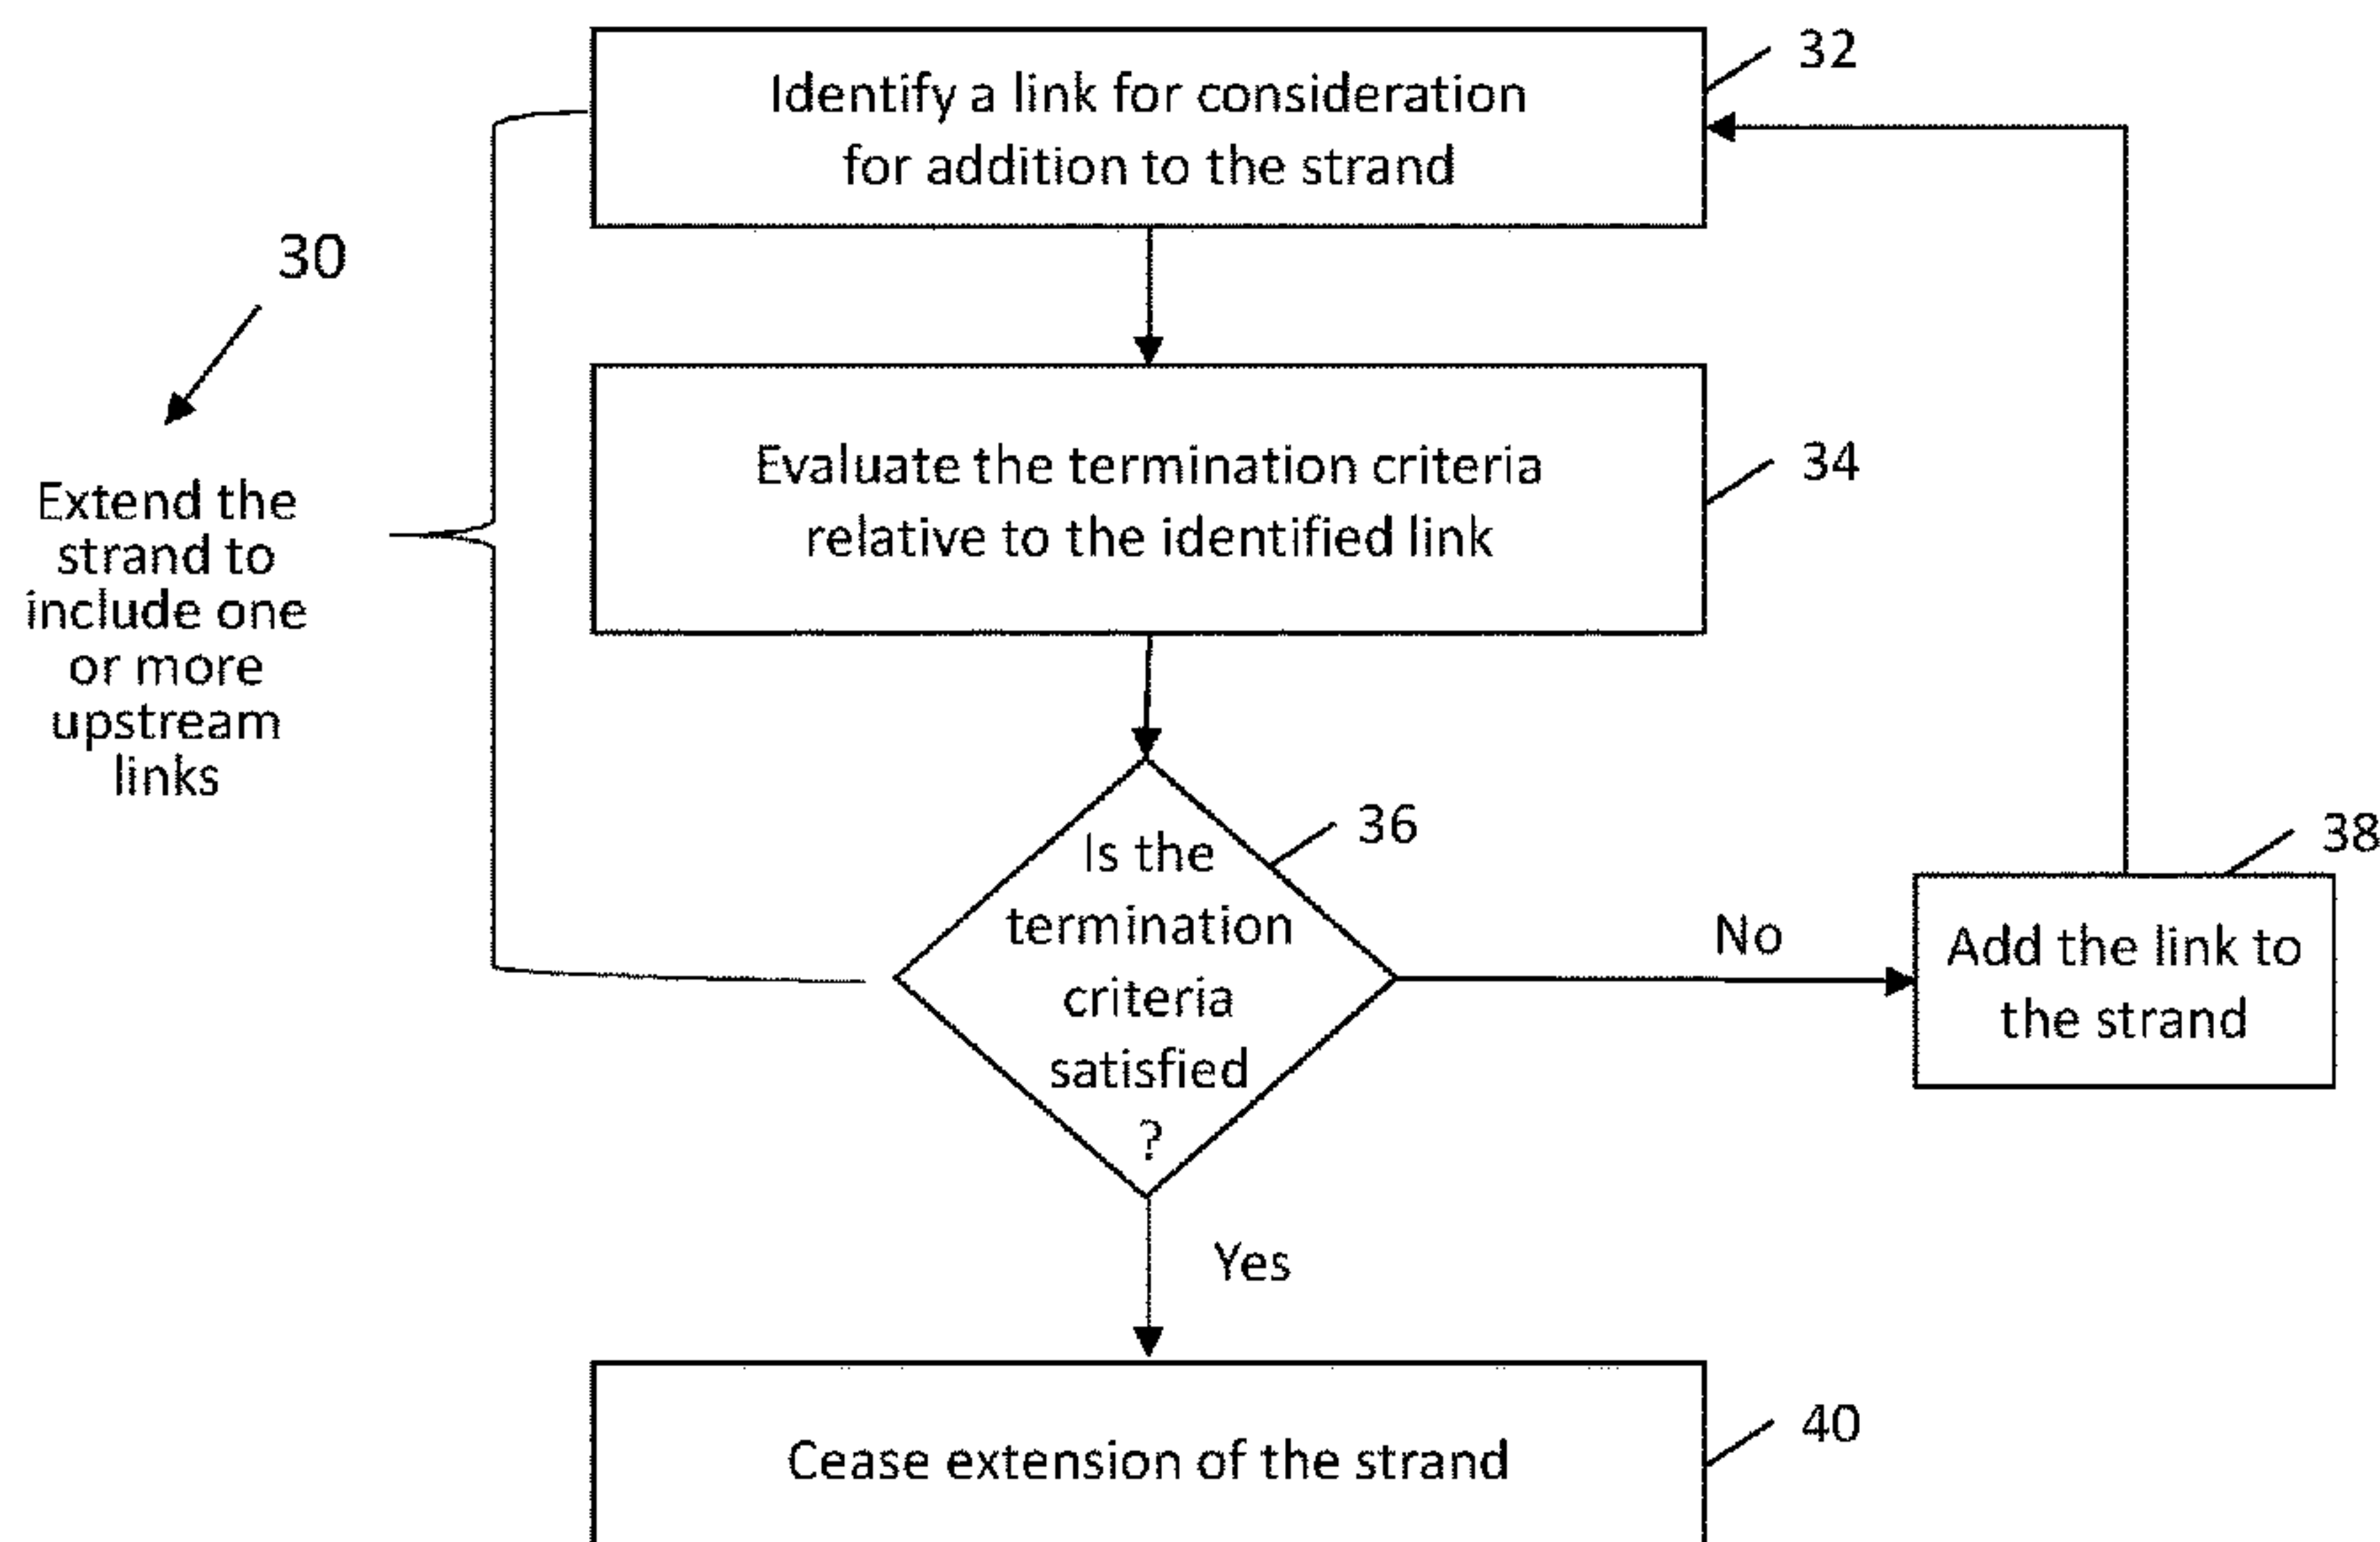 32
Identify a link for consideration
for addition to the strand
30
34
Evaluate the termination criteria
relative to the identified link
Extend the
strand to
include one
or more
upstream
links
36
Is the
termination
criteria
satisfied
?
38
No
Add the link to
the strand
Yes
40
Cease extension of the strand